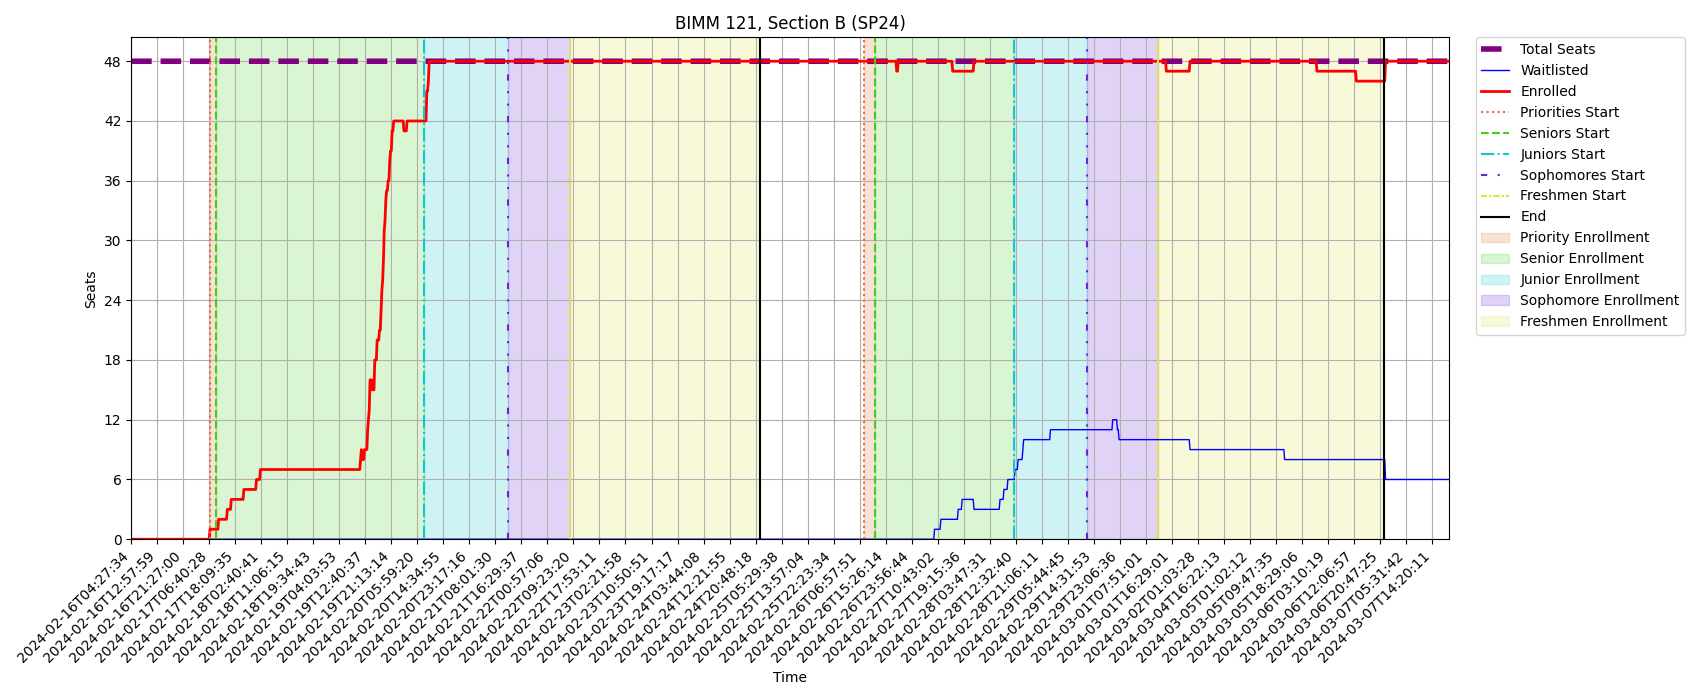 BIMM 121, Section B (SP24)
Seats
48
42
36
30
24
18
12
6
0
2024-02-16T04:27:34
2024-02-16T12:57:59
2024-02-16T21:27:00
2024-02-17T06:40:28
2024-02-17T18:09:35
2024-02-18T02:40:41
2024-02-18T11:06:15
2024-02-18T19:34:43
2024-02-19T04:03:53
2024-02-19T12:40:37
2024-02-19T21:13:14
2024-02-20T05:59:20
2024-02-20T14:34:55
2024-02-20T23:17:16
2024-02-21T08:01:30
2024-02-21T16:29:37
2024-02-22T00:57:06
2024-02-22T09:23:20
2024-02-22T17:53:11
2024-02-23T02:21:58
2024-02-23T10:50:51
2024-02-23T19:17:17
2024-02-24T03:44:08
2024-02-24T12:21:55
2024-02-24T20:48:18
2024-02-25T05:29:38
2024-02-25T13:57:04
2024-02-25T22:23:34
2024-02-26T06:57:51
2024-02-26T15:26:14
2024-02-26T23:56:44
2024-02-27T10:43:02
2024-02-27T19:15:36
2024-02-28T03:47:31
2024-02-28T12:32:40
2024-02-28T21:06:11
2024-02-29T05:44:45
2024-02-29T14:31:53
2024-02-29T23:06:36
2024-03-01T07:51:01
2024-03-01T16:29:01
2024-03-02T01:03:28
2024-03-04T16:22:13
2024-03-05T01:02:12
2024-03-05T09:47:35
2024-03-05T18:29:06
2024-03-06T03:10:19
2024-03-06T12:06:57
2024-03-06T20:47:25
2024-03-07T05:31:42
2024-03-07T14:20:11
Time
Total Seats
Waitlisted
Enrolled
Priorities Start
Seniors Start
Juniors Start
Sophomores Start
Freshmen Start
End
Priority Enrollment
Senior Enrollment
Junior Enrollment
Sophomore Enrollment
Freshmen Enrollment